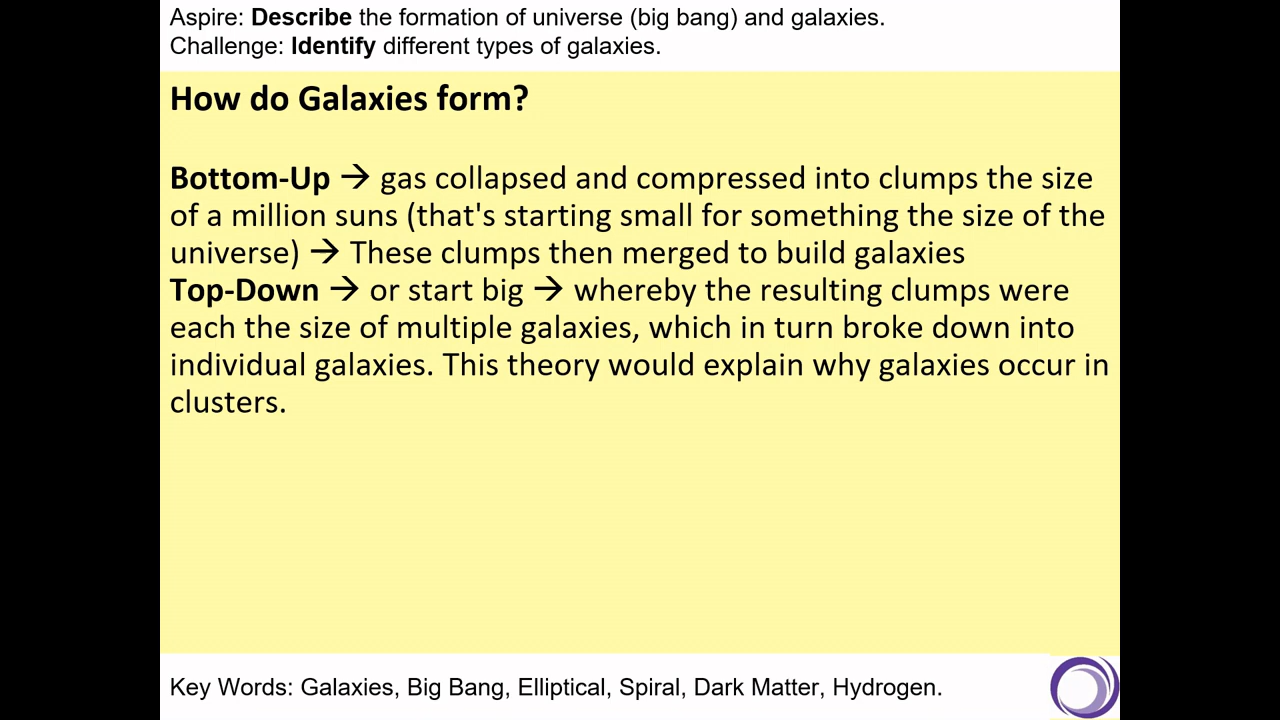 Aspire: Describe the formation of universe (big bang) and galaxies.
Challenge: Identify different types of galaxies.
How do Galaxies form?
Bottom-Up → gas collapsed and compressed into clumps the size
of a million suns (that's starting small for something the size of the
universe) → These clumps then merged to build galaxies
Top-Down → or start big → whereby the resulting clumps were
each the size of multiple galaxies, which in turn broke down into
individual galaxies. This theory would explain why galaxies occur in
clusters.
Key Words: Galaxies, Big Bang, Elliptical, Spiral, Dark Matter, Hydrogen.